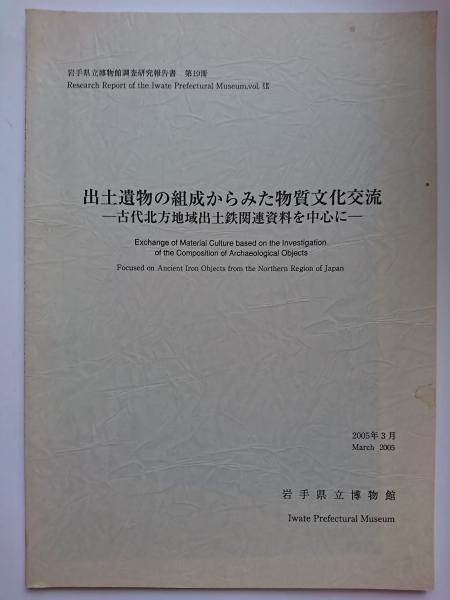 岩手県立博物館調査研究報告書　第19冊
Research Report of the Iwate Prefectural Museum,vol. Ⅸ
出土遺物の組成からみた物質文化交流
―古代北方地域出土鉄関連資料を中心に―
Exchange of Material Culture based on the Investigation
of the Composition of Archaeological Objects
Focused on Ancient Iron Objects from the Northern Region of Japan
2005年3月
March 2005
岩手県立博物館
Iwate Prefectural Museum